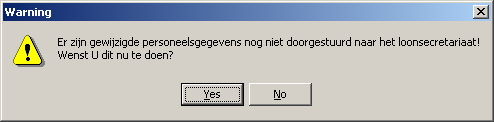 Warning
Er zijn gewijzigde personeelsgegevens nog niet doorgestuurd naar het loonsecretariaat!
Wenst U dit nu te doen?
Yes
No